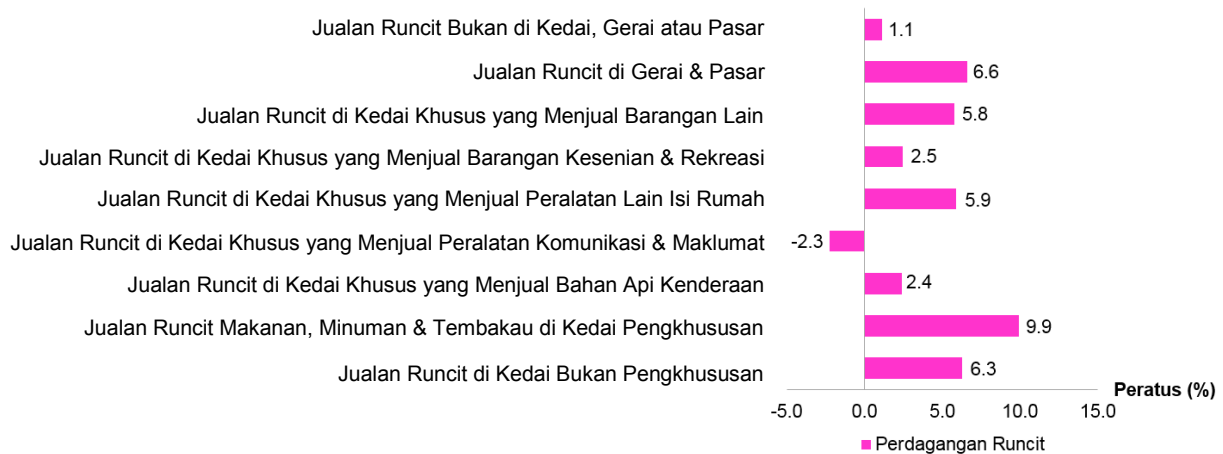 Jualan Runcit Bukan di Kedai, Gerai atau Pasar 1.1
Jualan Runcit di Gerai & Pasar 6.6
Jualan Runcit di Kedai Khusus yang Menjual Barangan Lain 5.8
Jualan Runcit di Kedai Khusus yang Menjual Barangan Kesenian & Rekreasi 2.5
Jualan Runcit di Kedai Khusus yang Menjual Peralatan Lain Isi Rumah 5.9
Jualan Runcit di Kedai Khusus yang Menjual Peralatan Komunikasi & Maklumat -2.3
Jualan Runcit di Kedai Khusus yang Menjual Bahan Api Kenderaan 2.4
Jualan Runcit Makanan, Minuman & Tembakau di Kedai Pengkhususan 9.9
Jualan Runcit di Kedai Bukan Pengkhususan 6.3
Peratus (%)
-5.0 0.0 5.0 10.0 15.0
Perdagangan Runcit